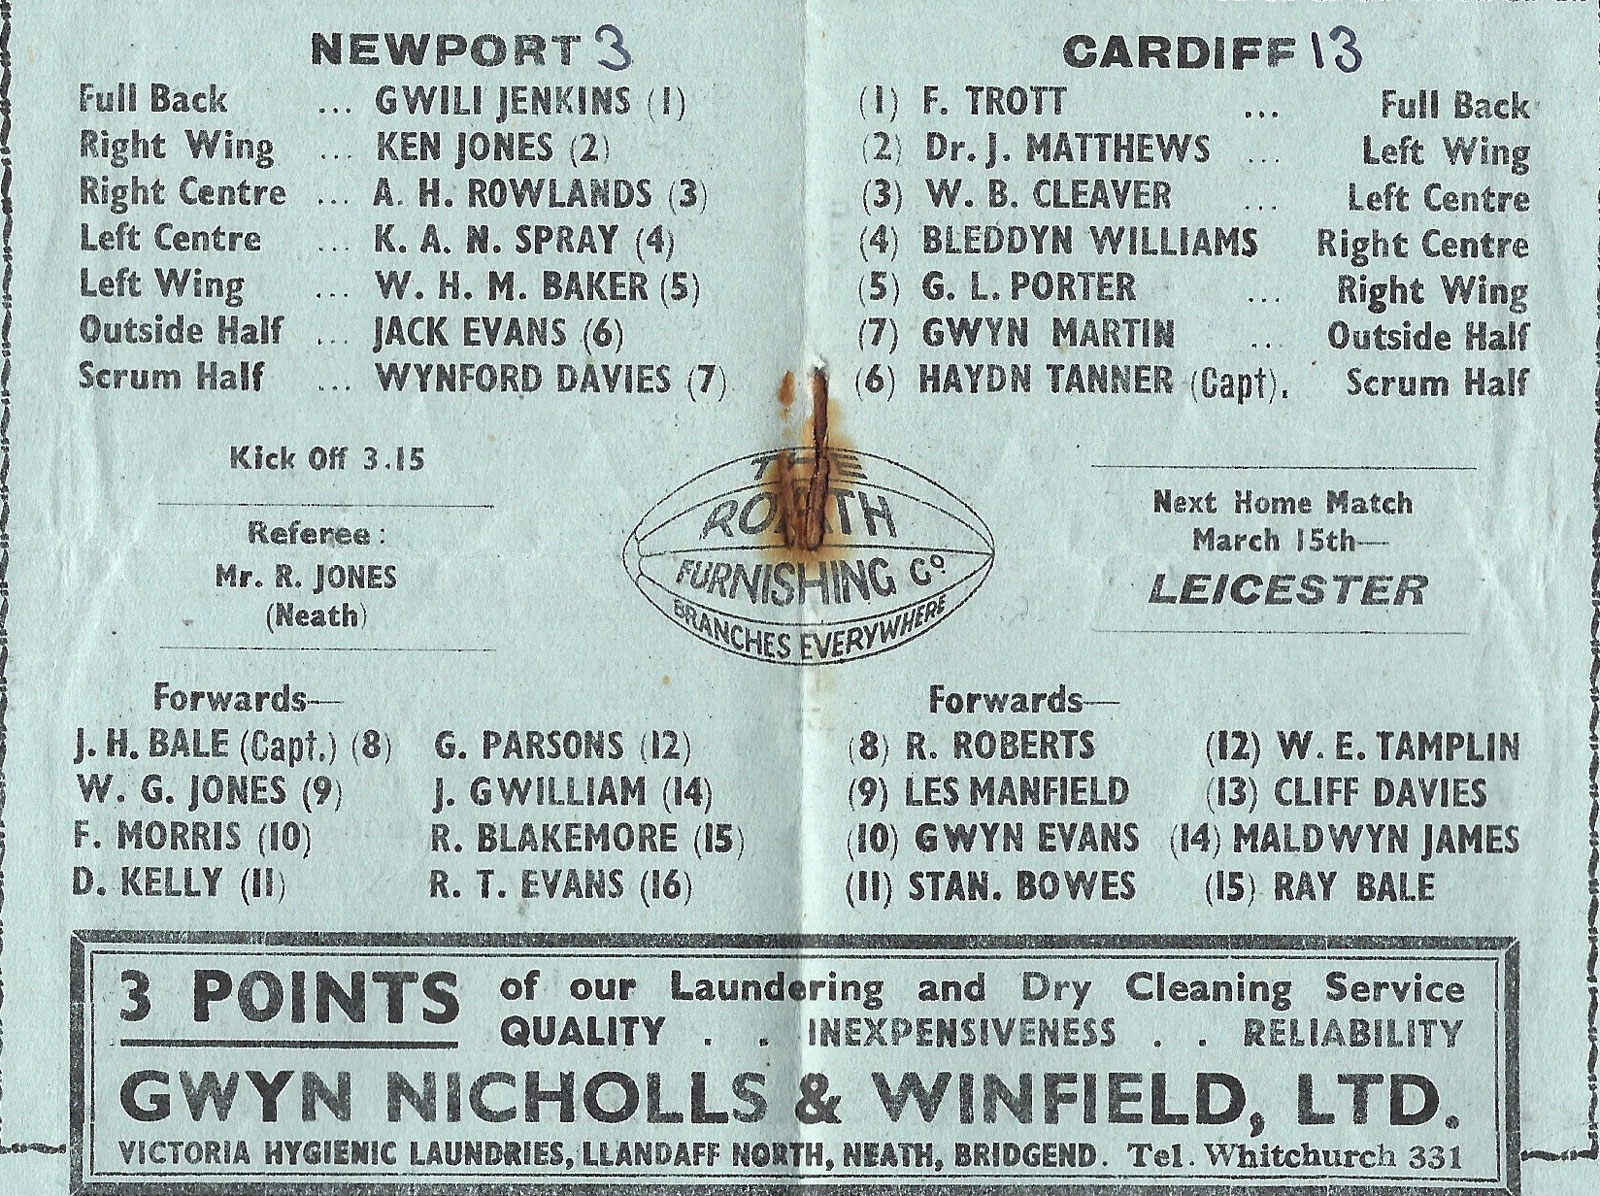 NEWPORT 3
Full Back ... GWILI JENKINS (1)
Right Wing ... KEN JONES (2)
Right Centre ... A. H. ROWLANDS (3)
Left Centre ... K. A. N. SPRAY (4)
Left Wing ... W. H. M. BAKER (5)
Outside Half ... JACK EVANS (6)
Scrum Half ... WYNFORD DAVIES (7)
CARDIFF 13
(1) F. TROTT ... Full Back
(2) Dr. J. MATTHEWS ... Left Wing
(3) W. B. CLEAVER ... Left Centre
(4) BLEDDYN WILLIAMS Right Centre
(5) G. L. PORTER ... Right Wing
(7) GWYN MARTIN ... Outside Half
(6) HAYDN TANNER (Capt). Scrum Half
Kick Off 3.15
Referee:
Mr. R. JONES
(Neath)
THE
ROATH
FURNISHING Co
BRANCHES EVERYWHERE
Next Home Match
March 15th—
LEICESTER
Forwards—
J. H. BALE (Capt.) (8) G. PARSONS (12)
W. G. JONES (9) J. GWILLIAM (14)
F. MORRIS (10) R. BLAKEMORE (15)
D. KELLY (11) R. T. EVANS (16)
Forwards—
(8) R. ROBERTS (12) W. E. TAMPLIN
(9) LES MANFIELD (13) CLIFF DAVIES
(10) GWYN EVANS (14) MALDWYN JAMES
(11) STAN. BOWES (15) RAY BALE
3 POINTS of our Laundering and Dry Cleaning Service
QUALITY . . INEXPENSIVENESS . . RELIABILITY
GWYN NICHOLLS & WINFIELD, LTD.
VICTORIA HYGIENIC LAUNDRIES, LLANDAFF NORTH, NEATH, BRIDGEND. Tel. Whitchurch 331